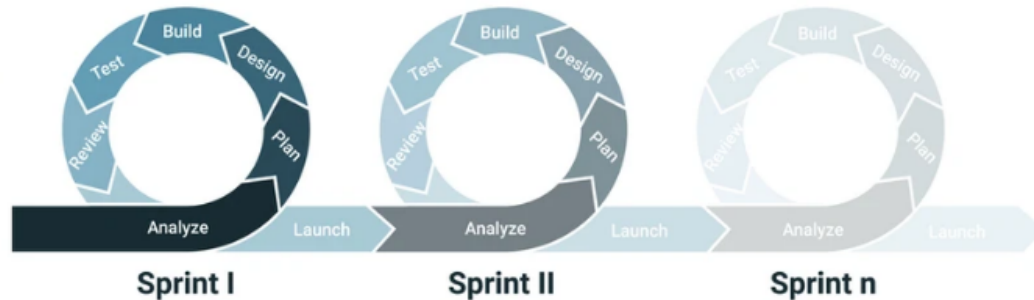 Build
Test
Design
Review
Plan
Analyze
Launch
Sprint I
Build
Test
Design
Review
Plan
Analyze
Launch
Sprint II
Build
Test
Design
Review
Plan
Analyze
Launch
Sprint n